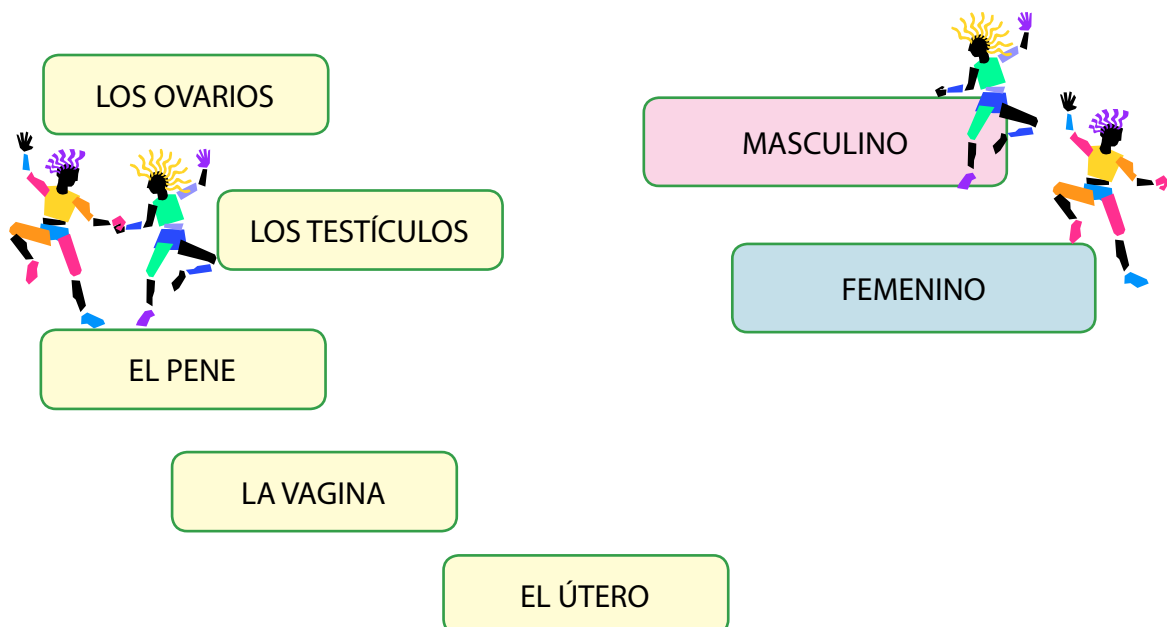 LOS OVARIOS
MASCULINO
LOS TESTÍCULOS
FEMENINO
EL PENE
LA VAGINA
EL ÚTERO